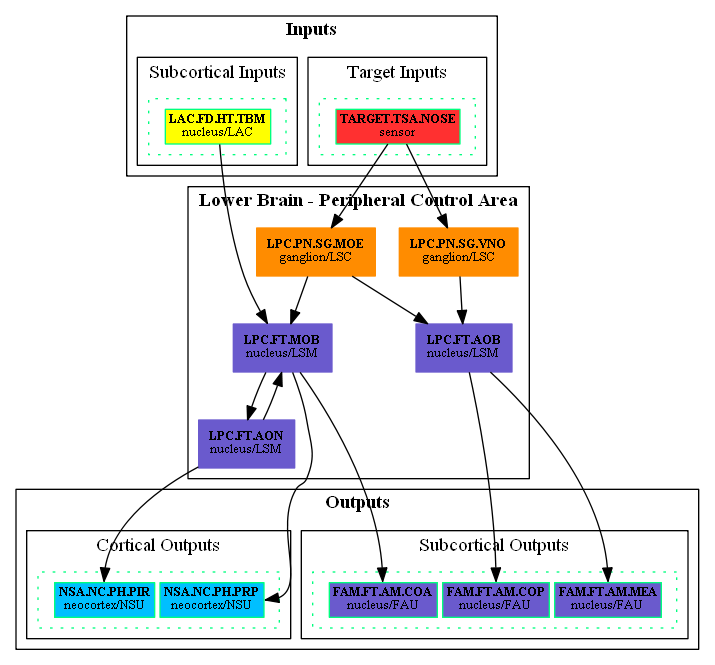 Inputs
Subcortical Inputs
Target Inputs
LAC.FD.HT.TBM
nucleus/LAC
TARGET.TSA.NOSE
sensor
Lower Brain - Peripheral Control Area
LPC.PN.SG.MOE
ganglion/LSC
LPC.PN.SG.VNO
ganglion/LSC
LPC.FT.MOB
nucleus/LSM
LPC.FT.AOB
nucleus/LSM
LPC.FT.AON
nucleus/LSM
Outputs
Cortical Outputs
Subcortical Outputs
NSA.NC.PH.PIR
neocortex/NSU
NSA.NC.PH.PRP
neocortex/NSU
FAM.FT.AM.COA
nucleus/FAU
FAM.FT.AM.COP
nucleus/FAU
FAM.FT.AM.MEA
nucleus/FAU